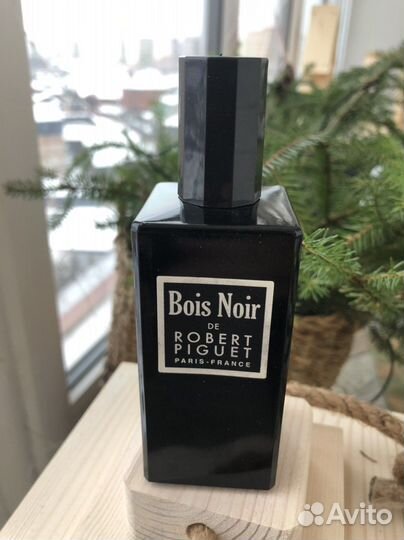 Bois Noir
DE
ROBERT
PIGUET
PARIS-FRANCE
Avito